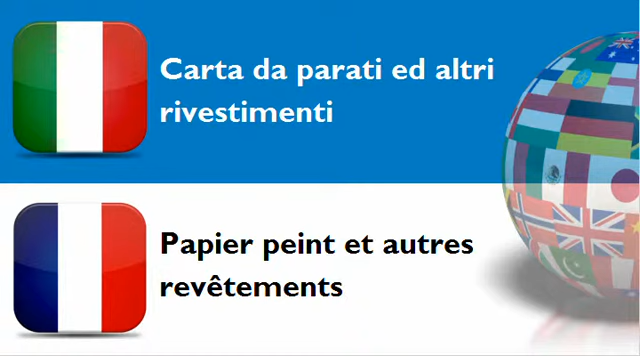 Carta da parati ed altri
rivestimenti
Papier peint et autres
revêtements